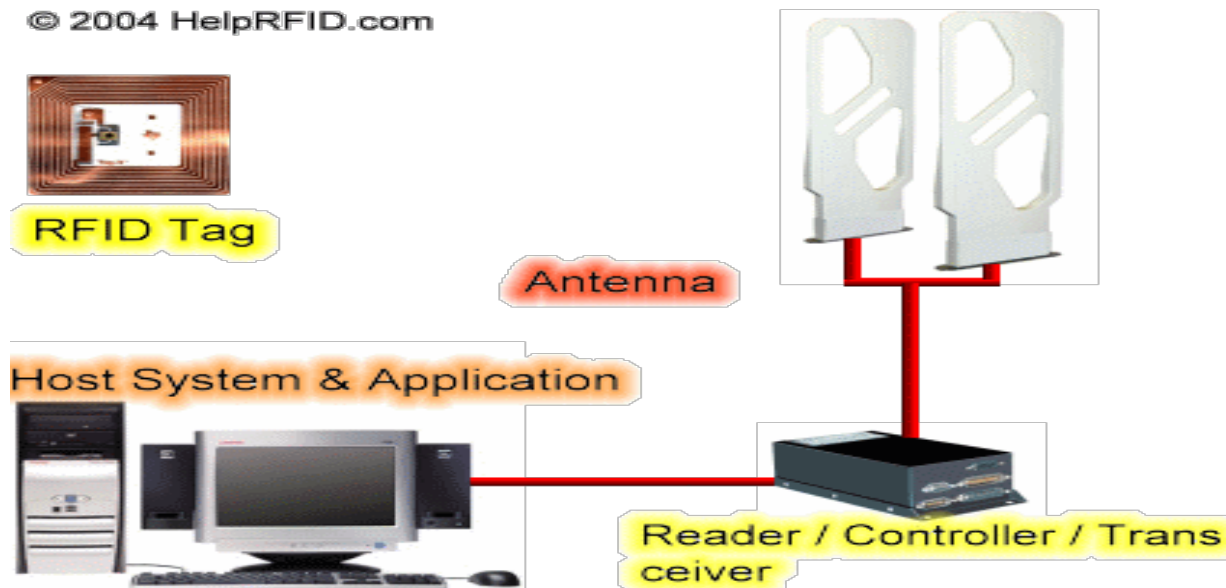 © 2004 HelpRFID.com
RFID Tag
Antenna
Host System & Application
Reader / Controller / Trans
ceiver